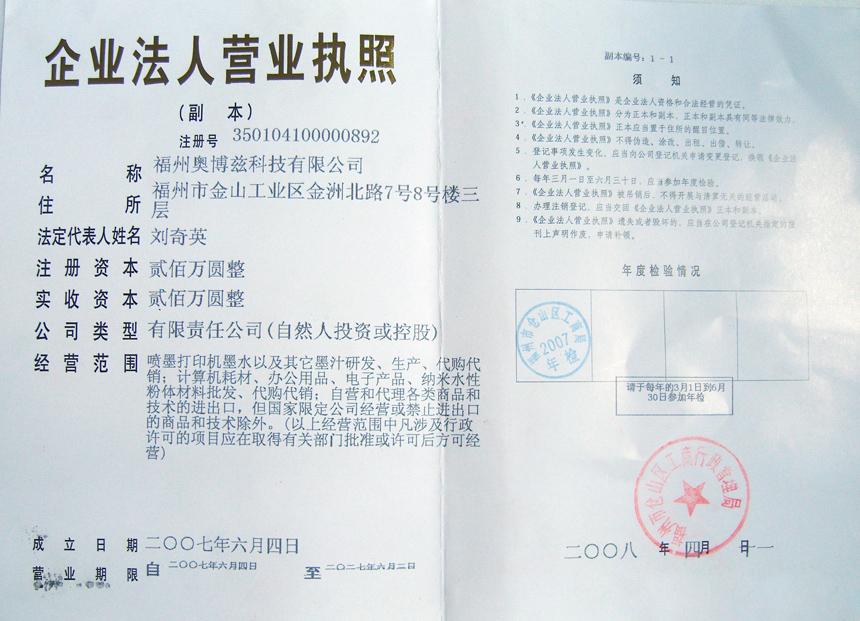 企业法人营业执照
(副 本)
注册号 350104100000892
名 称 福州奥博兹科技有限公司
住 所 福州市金山工业区金洲北路7号8号楼三
层
法定代表人姓名 刘奇英
注 册 资 本 贰佰万圆整
实 收 资 本 贰佰万圆整
公 司 类 型 有限责任公司(自然人投资或控股)
经 营 范 围 喷墨打印机墨水以及其它墨汁研发、生产、代购代
销；计算机耗材、办公用品、电子产品、纳米水性
粉体材料批发、代购代销；自营和代理各类商品和
技术的进出口，但国家限定公司经营或禁止进出口
的商品和技术除外。(以上经营范围中凡涉及行政
许可的项目应在取得有关部门批准或许可后方可经
营)
成 立 日 期 二〇〇七年六月四日
营 业 期 限 自 二〇〇七年六月四日 至 二〇二七年六月三日
副本编号：1－1
须 知
1．《企业法人营业执照》是企业法人资格和合法经营的凭证。
2．《企业法人营业执照》分为正本和副本，正本和副本具有同等法律效力。
3．《企业法人营业执照》正本应当置于住所的醒目位置。
4．《企业法人营业执照》不得伪造、涂改、出租、出借、转让。
5．登记事项发生变化，应当向公司登记机关申请变更登记，换领《企业法
人营业执照》。
6．每年三月一日至六月三十日，应当参加年度检验。
7．《企业法人营业执照》被吊销后，不得开展与清算无关的经营活动。
8．办理注销登记，应当交回《企业法人营业执照》正本和副本。
9．《企业法人营业执照》遗失或者毁坏的，应当在公司登记机关指定的报
刊上声明作废，申请补领。
年度检验情况
福州市仓山区工商局
2007
年检
请于每年的3月1日到6月
30日参加年检
福州市仓山区工商行政管理局
二〇〇八 年 四月 日十一